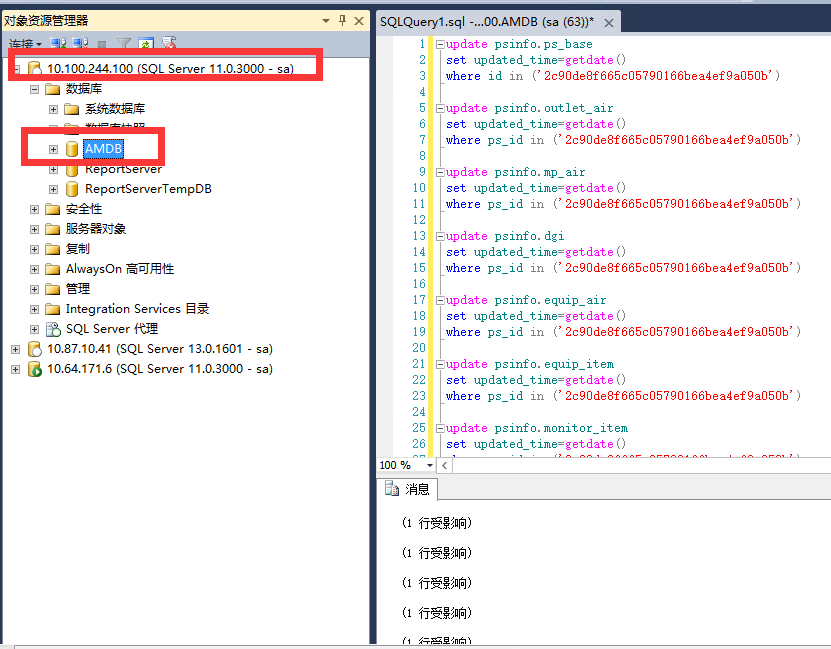 对象资源管理器
连接
10.100.244.100 (SQL Server 11.0.3000 - sa)
数据库
系统数据库
数据库快照
AMDB
ReportServer
ReportServerTempDB
安全性
服务器对象
复制
AlwaysOn 高可用性
管理
Integration Services 目录
SQL Server 代理
10.87.10.41 (SQL Server 13.0.1601 - sa)
10.64.171.6 (SQL Server 11.0.3000 - sa)
SQLQuery1.sql -...00.AMDB (sa (63))*
1 update psinfo.ps_base
2 set updated_time=getdate()
3 where id in ('2c90de8f665c05790166bea4ef9a050b')
4
5 update psinfo.outlet_air
6 set updated_time=getdate()
7 where ps_id in ('2c90de8f665c05790166bea4ef9a050b')
8
9 update psinfo.mp_air
10 set updated_time=getdate()
11 where ps_id in ('2c90de8f665c05790166bea4ef9a050b')
12
13 update psinfo.dgi
14 set updated_time=getdate()
15 where ps_id in ('2c90de8f665c05790166bea4ef9a050b')
16
17 update psinfo.equip_air
18 set updated_time=getdate()
19 where ps_id in ('2c90de8f665c05790166bea4ef9a050b')
20
21 update psinfo.equip_item
22 set updated_time=getdate()
23 where ps_id in ('2c90de8f665c05790166bea4ef9a050b')
24
25 update psinfo.monitor_item
26 set updated_time=getdate()
100 %
消息
(1 行受影响)
(1 行受影响)
(1 行受影响)
(1 行受影响)
(1 行受影响)